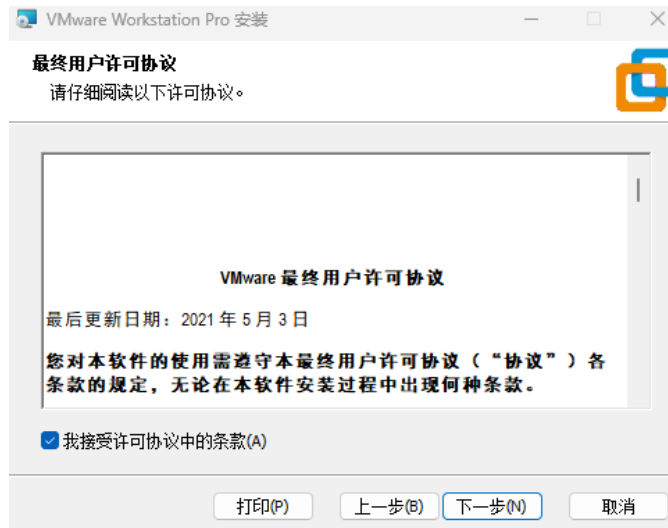 VMware Workstation Pro 安装
最终用户许可协议
请仔细阅读以下许可协议。
VMware 最终用户许可协议
最后更新日期：2021 年 5 月 3 日
您对本软件的使用需遵守本最终用户许可协议（“协议”）各
条款的规定，无论在本软件安装过程中出现何种条款。
我接受许可协议中的条款(A)
打印(P)
上一步(B)
下一步(N)
取消